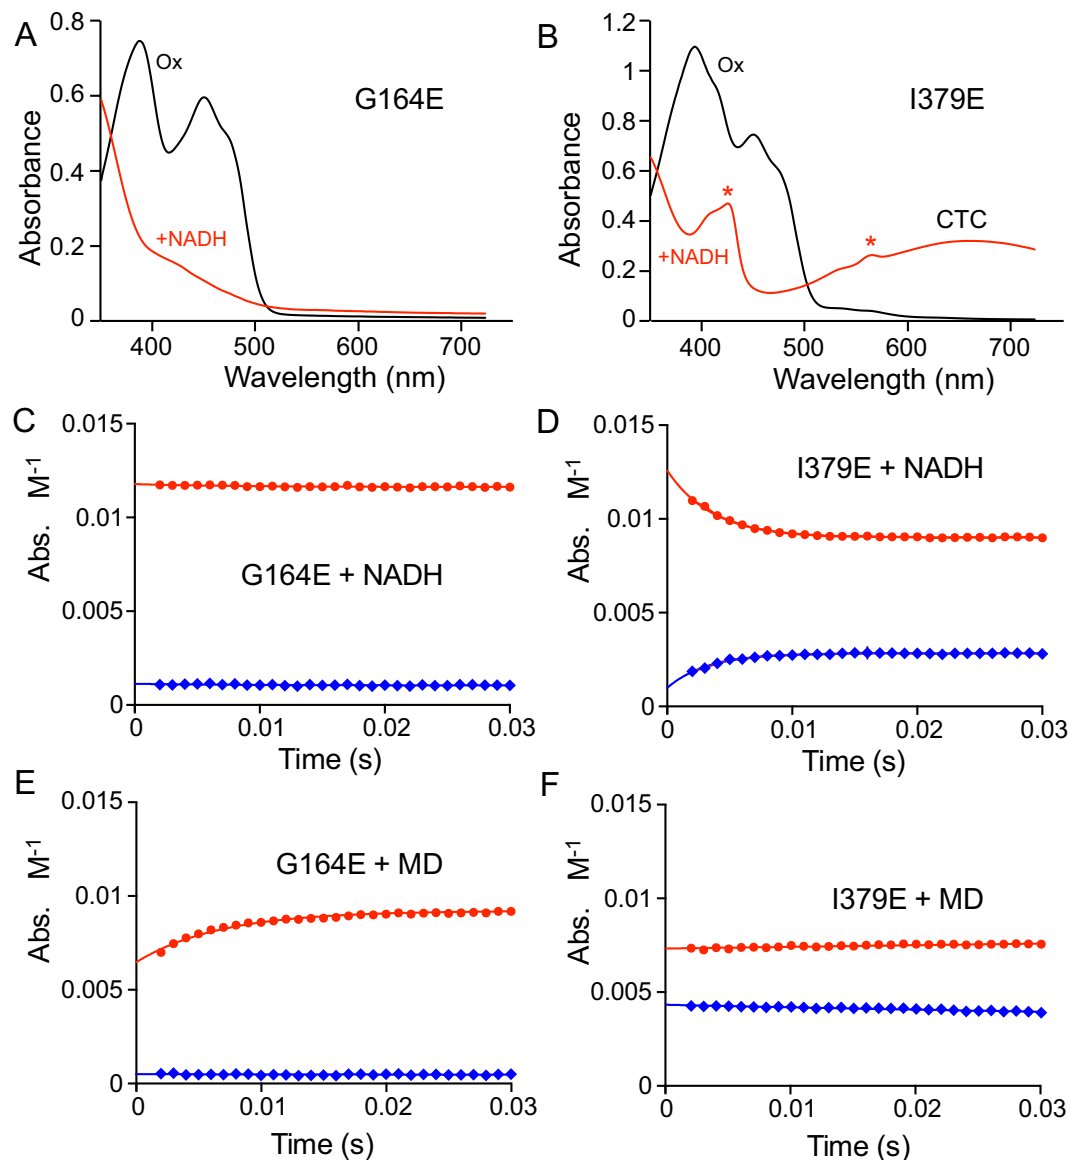 A
0.8
0.6
0.4
0.2
0
Absorbance
Ox
G164E
+NADH
400 500 600 700
Wavelength (nm)
B
1.2
1
0.8
0.6
0.4
0.2
0
Absorbance
Ox
I379E
*
*
CTC
+NADH
400 500 600 700
Wavelength (nm)
C
0.015
0.01
0.005
0
Abs. M-1
G164E + NADH
0 0.01 0.02 0.03
Time (s)
D
0.015
0.01
0.005
0
Abs. M-1
I379E + NADH
0 0.01 0.02 0.03
Time (s)
E
0.015
0.01
0.005
0
Abs. M-1
G164E + MD
0 0.01 0.02 0.03
Time (s)
F
0.015
0.01
0.005
0
Abs. M-1
I379E + MD
0 0.01 0.02 0.03
Time (s)